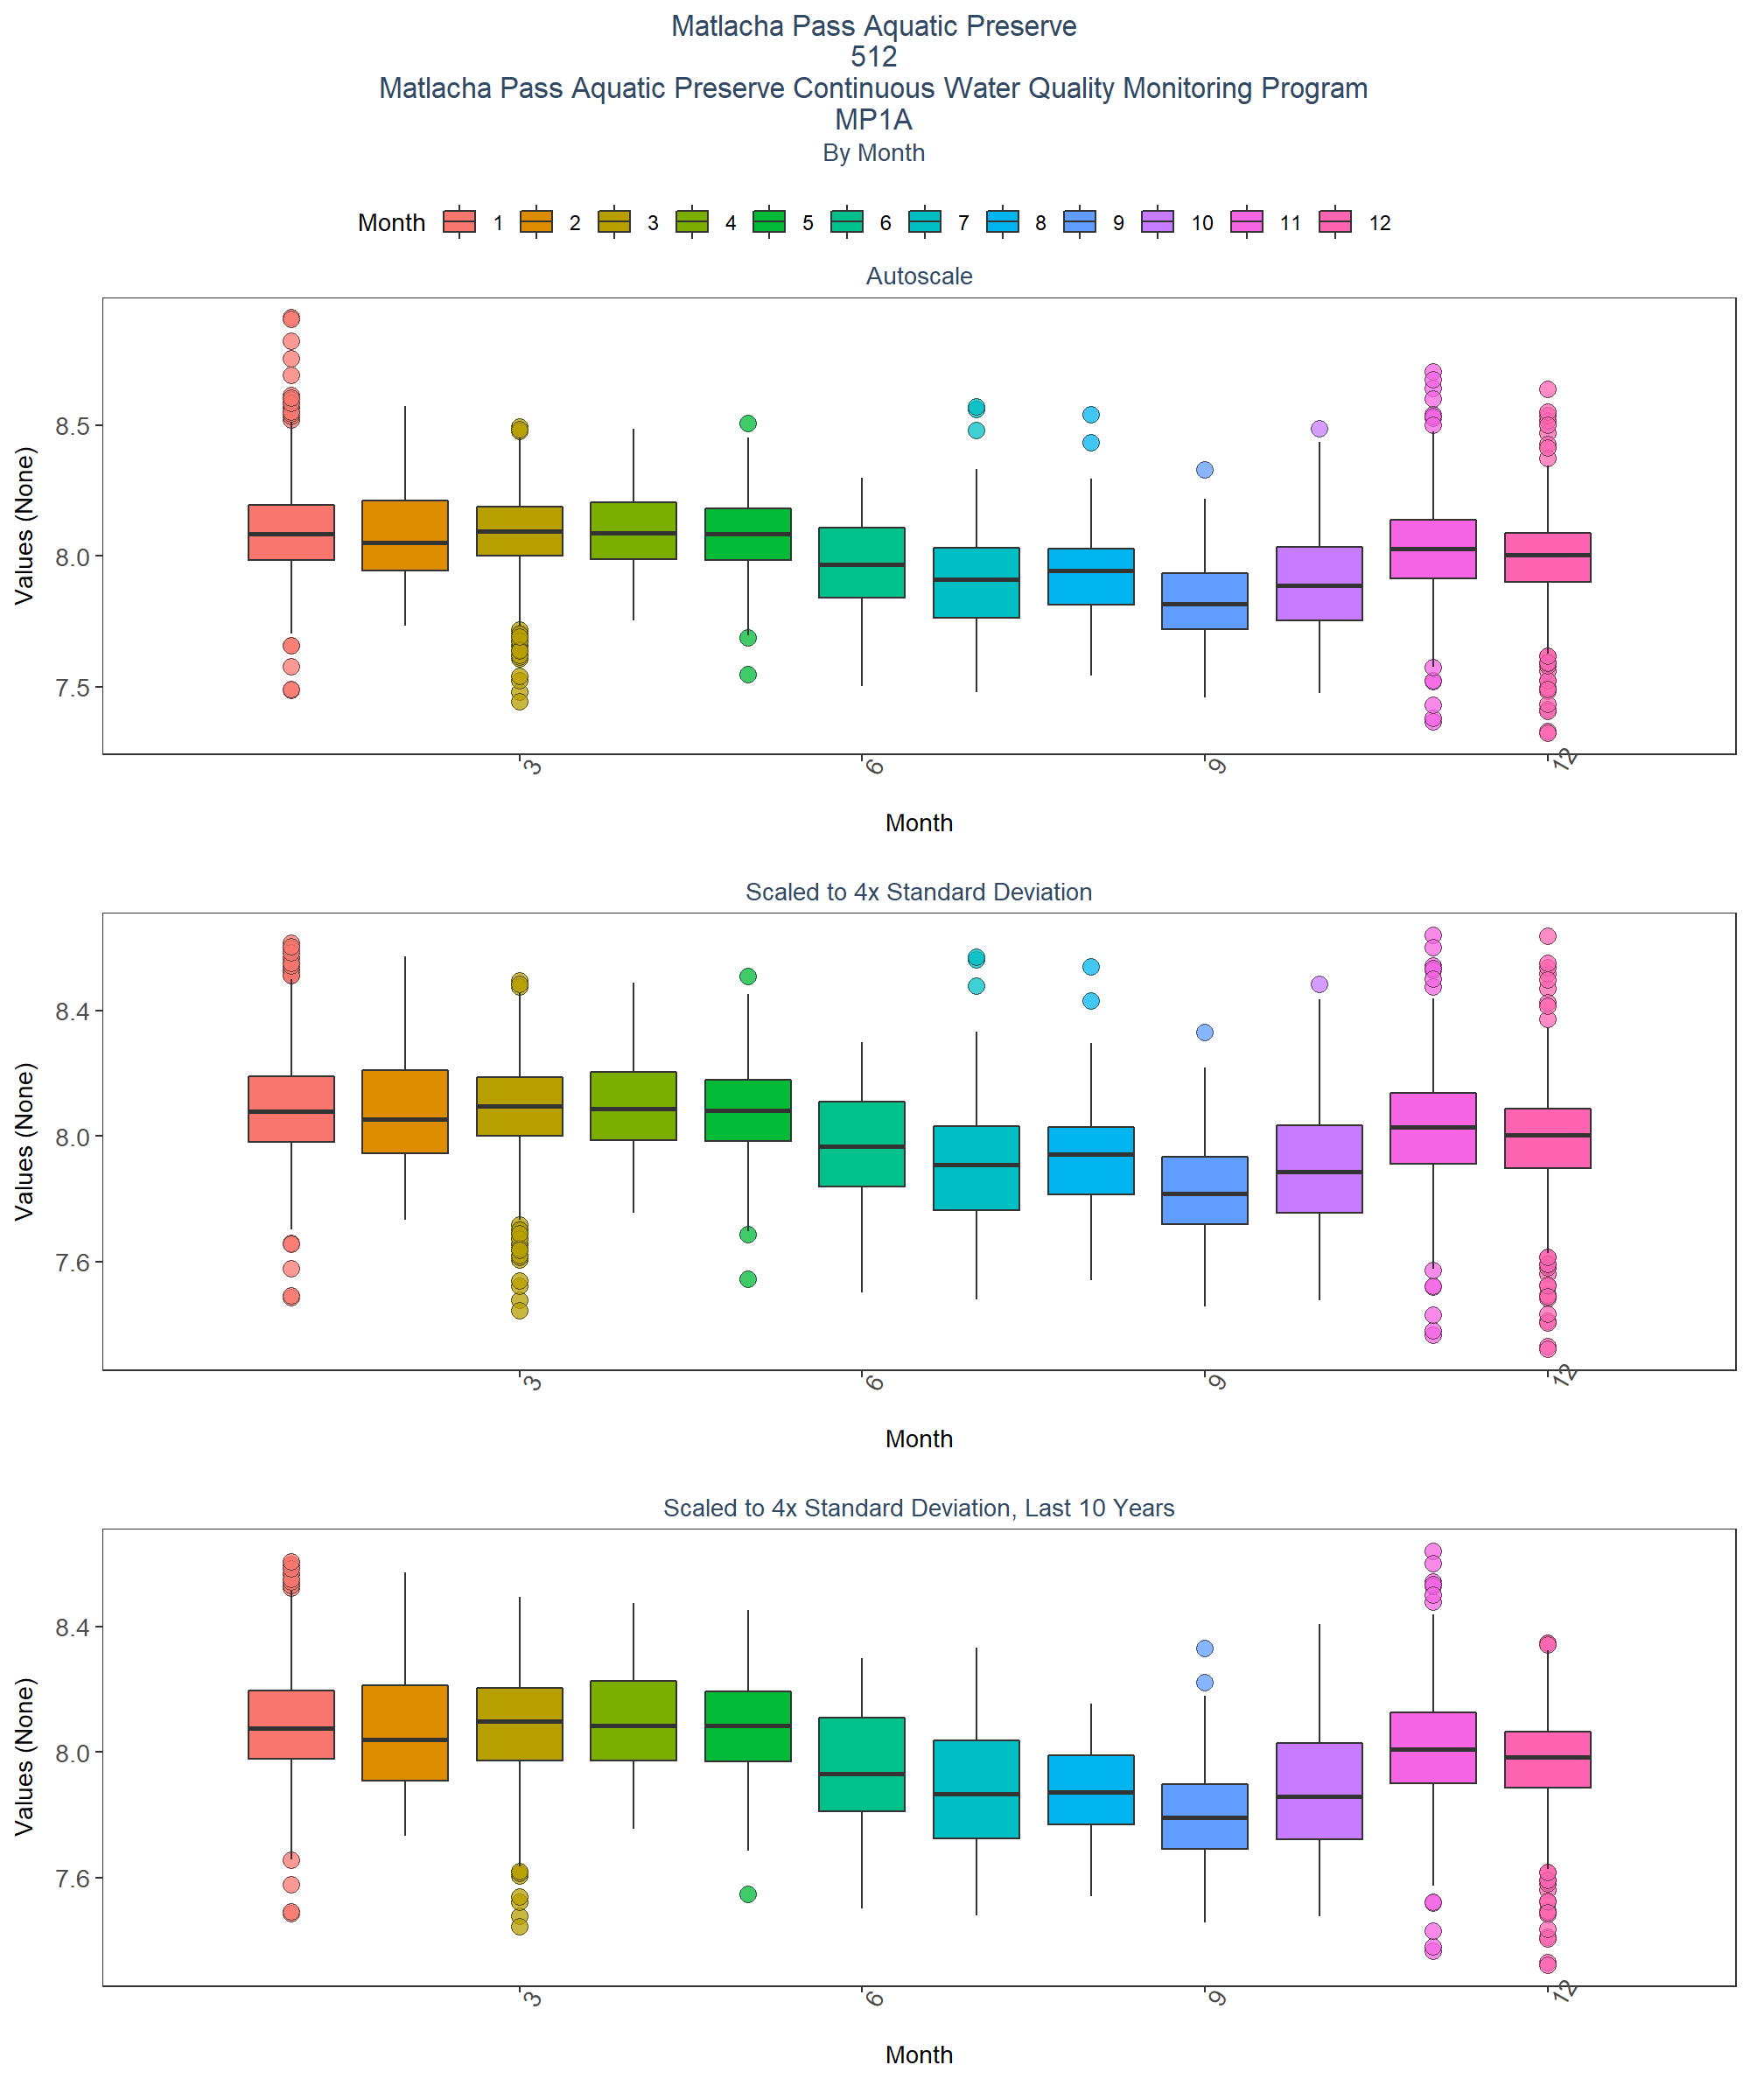 Matlacha Pass Aquatic Preserve
512
Matlacha Pass Aquatic Preserve Continuous Water Quality Monitoring Program
MP1A
By Month
Month 1 2 3 4 5 6 7 8 9 10 11 12
Autoscale
Values (None)
8.5
8.0
7.5
3 6 9 12
Month
Scaled to 4x Standard Deviation
Values (None)
8.4
8.0
7.6
3 6 9 12
Month
Scaled to 4x Standard Deviation, Last 10 Years
Values (None)
8.4
8.0
7.6
3 6 9 12
Month